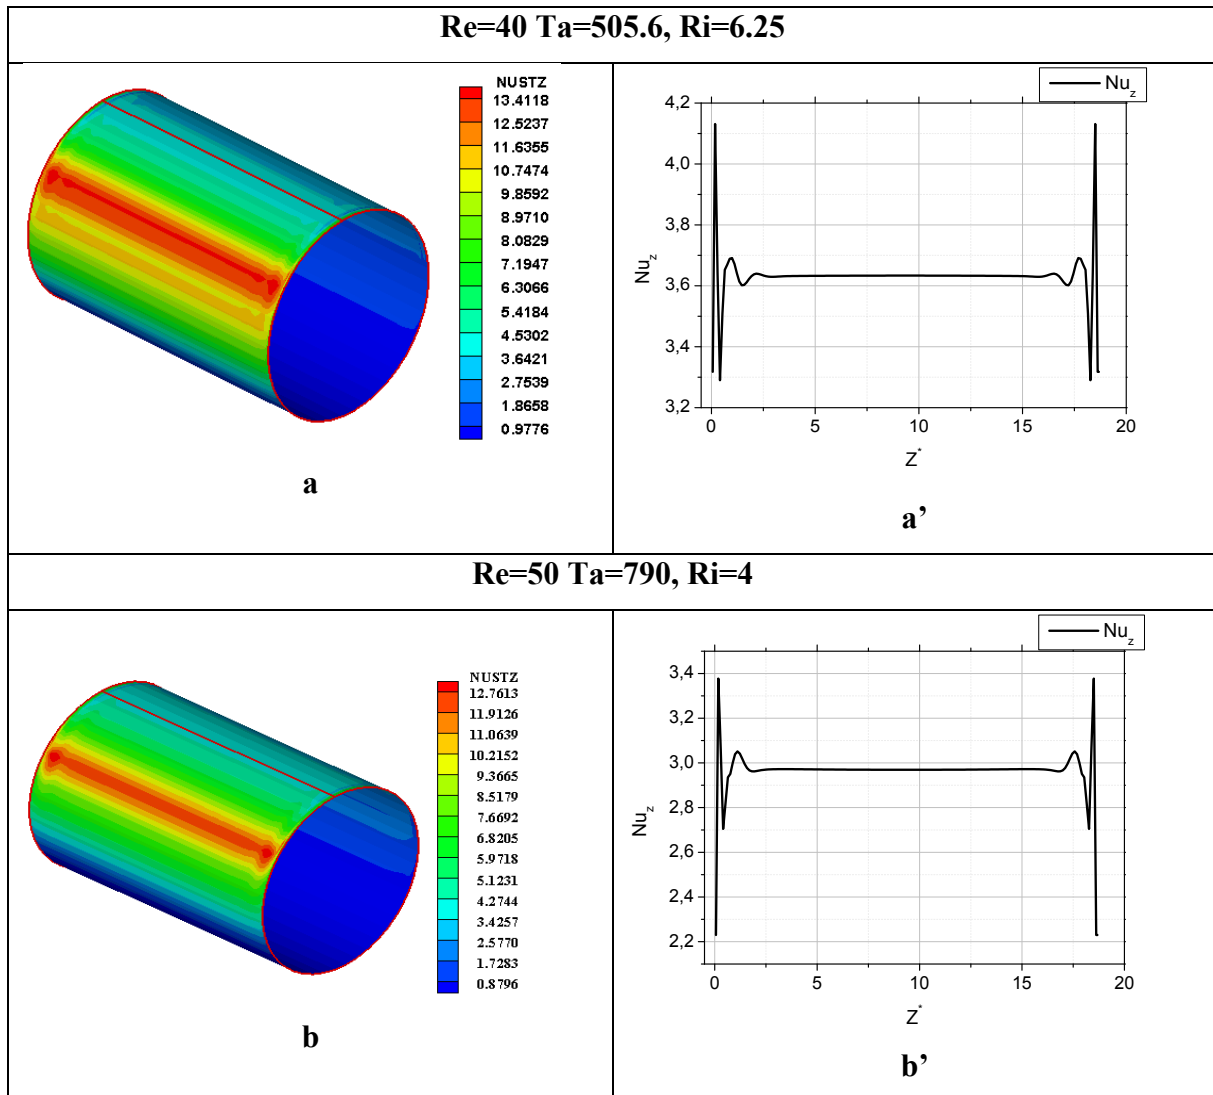 Re=40 Ta=505.6, Ri=6.25
NUSTZ
13.4118
12.5237
11.6355
10.7474
9.8592
8.9710
8.0829
7.1947
6.3066
5.4184
4.5302
3.6421
2.7539
1.8658
0.9776
a
Nu_z
4,2
4,0
3,8
3,6
3,4
3,2
Nu_z
0 5 10 15 20
Z*
a’
Re=50 Ta=790, Ri=4
NUSTZ
12.7613
11.9126
11.0639
10.2152
9.3665
8.5179
7.6692
6.8205
5.9718
5.1231
4.2744
3.4257
2.5770
1.7283
0.8796
b
Nu_z
3,4
3,2
3,0
2,8
2,6
2,4
2,2
Nu_z
0 5 10 15 20
Z*
b’